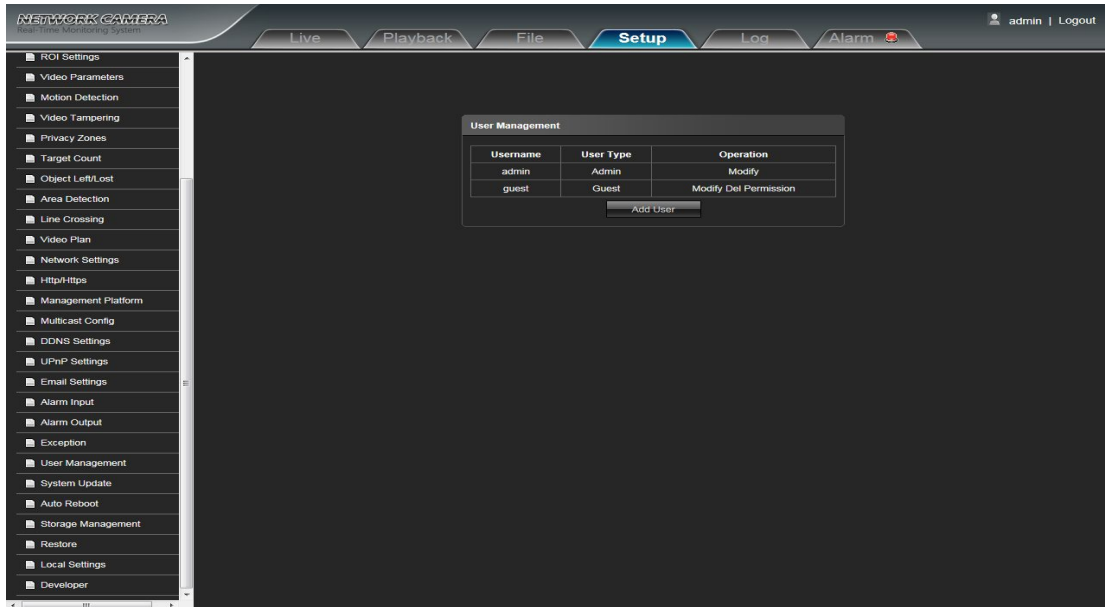 NETWORK CAMERA
Real-Time Monitoring System
admin | Logout
Live Playback File Setup Log Alarm
ROI Settings
Video Parameters
Motion Detection
Video Tampering
Privacy Zones
Target Count
Object Left/Lost
Area Detection
Line Crossing
Video Plan
Network Settings
Http/Https
Management Platform
Multicast Config
DDNS Settings
UPnP Settings
Email Settings
Alarm Input
Alarm Output
Exception
User Management
System Update
Auto Reboot
Storage Management
Restore
Local Settings
Developer
User Management
Username User Type Operation
admin Admin Modify
guest Guest Modify Del Permission
Add User